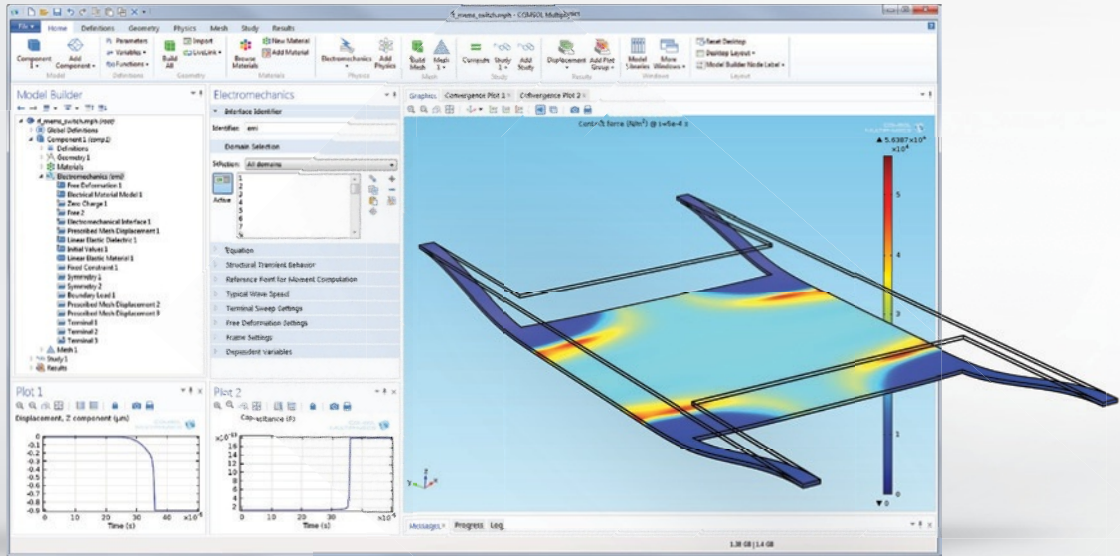 rf_mems_switch.mph - COMSOL Multiphysics
File Home Definitions Geometry Physics Mesh Study Results
Component 1 Add Component
Parameters
Variables
Functions
Build All
Import
LiveLink
Browse Materials
New Material
Add Material
Electromechanics Add Physics
Build Mesh Mesh 1
Compute Study 1 Add Study
Displacement Add Plot Group
Model Libraries More Windows
Reset Desktop
Desktop Layout
Model Builder Node Label
Model Definitions Geometry Materials Physics Mesh Study Results Windows Layout
Model Builder
rf_mems_switch.mph (root)
Global Definitions
Component 1 (comp1)
Definitions
Geometry 1
Materials
Electromechanics (emi)
Free Deformation 1
Electrical Material Model 1
Zero Charge 1
Free 2
Electromechanical Interface 1
Prescribed Mesh Displacement 1
Linear Elastic Dielectric 1
Initial Values 1
Linear Elastic Material 1
Fixed Constraint 1
Symmetry 1
Symmetry 2
Boundary Load 1
Prescribed Mesh Displacement 2
Prescribed Mesh Displacement 3
Terminal 1
Terminal 2
Terminal 3
Mesh 1
Study 1
Results
Electromechanics
Interface Identifier
Identifier: emi
Domain Selection
Selection: All domains
Active
1
2
3
4
5
6
7
Equation
Structural Transient Behavior
Reference Point for Moment Computation
Typical Wave Speed
Terminal Sweep Settings
Free Deformation Settings
Frame Settings
Dependent Variables
Graphics Convergence Plot 1 Convergence Plot 2
Contact force (N/m²) @ t=5e-4 s
▲ 5.6387×10⁴
×10⁴
5
4
3
1
0
▼ 0
y z x
Plot 1
Displacement, Z component (µm)
0
-0.1
-0.2
-0.3
-0.4
-0.5
-0.6
-0.7
-0.8
-0.9
0 10 20 30 40 ×10⁻⁵
Time (s)
Plot 2
Capacitance (F)
16
14
12
10
8
6
4
2
0 10 20 30 40 ×10⁻⁵
Time (s)
Messages Progress Log
1.38 GB | 1.4 GB